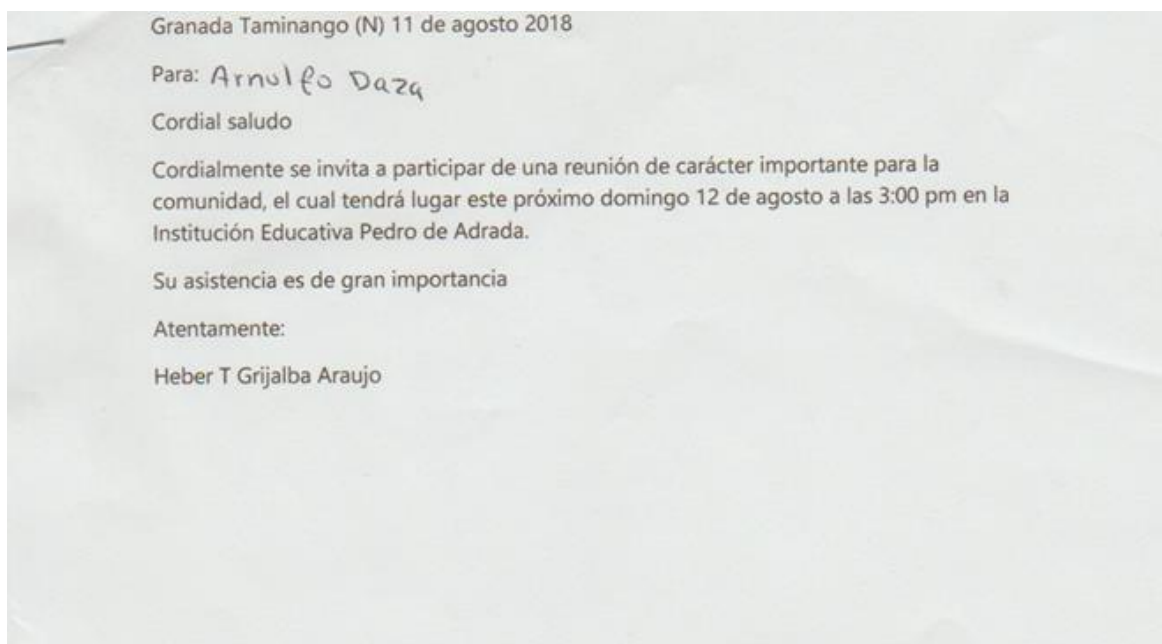 Granada Taminango (N) 11 de agosto 2018
Para: Arnulfo Daza
Cordial saludo
Cordialmente se invita a participar de una reunión de carácter importante para la
comunidad, el cual tendrá lugar este próximo domingo 12 de agosto a las 3:00 pm en la
Institución Educativa Pedro de Adrada.
Su asistencia es de gran importancia
Atentamente:
Heber T Grijalba Araujo